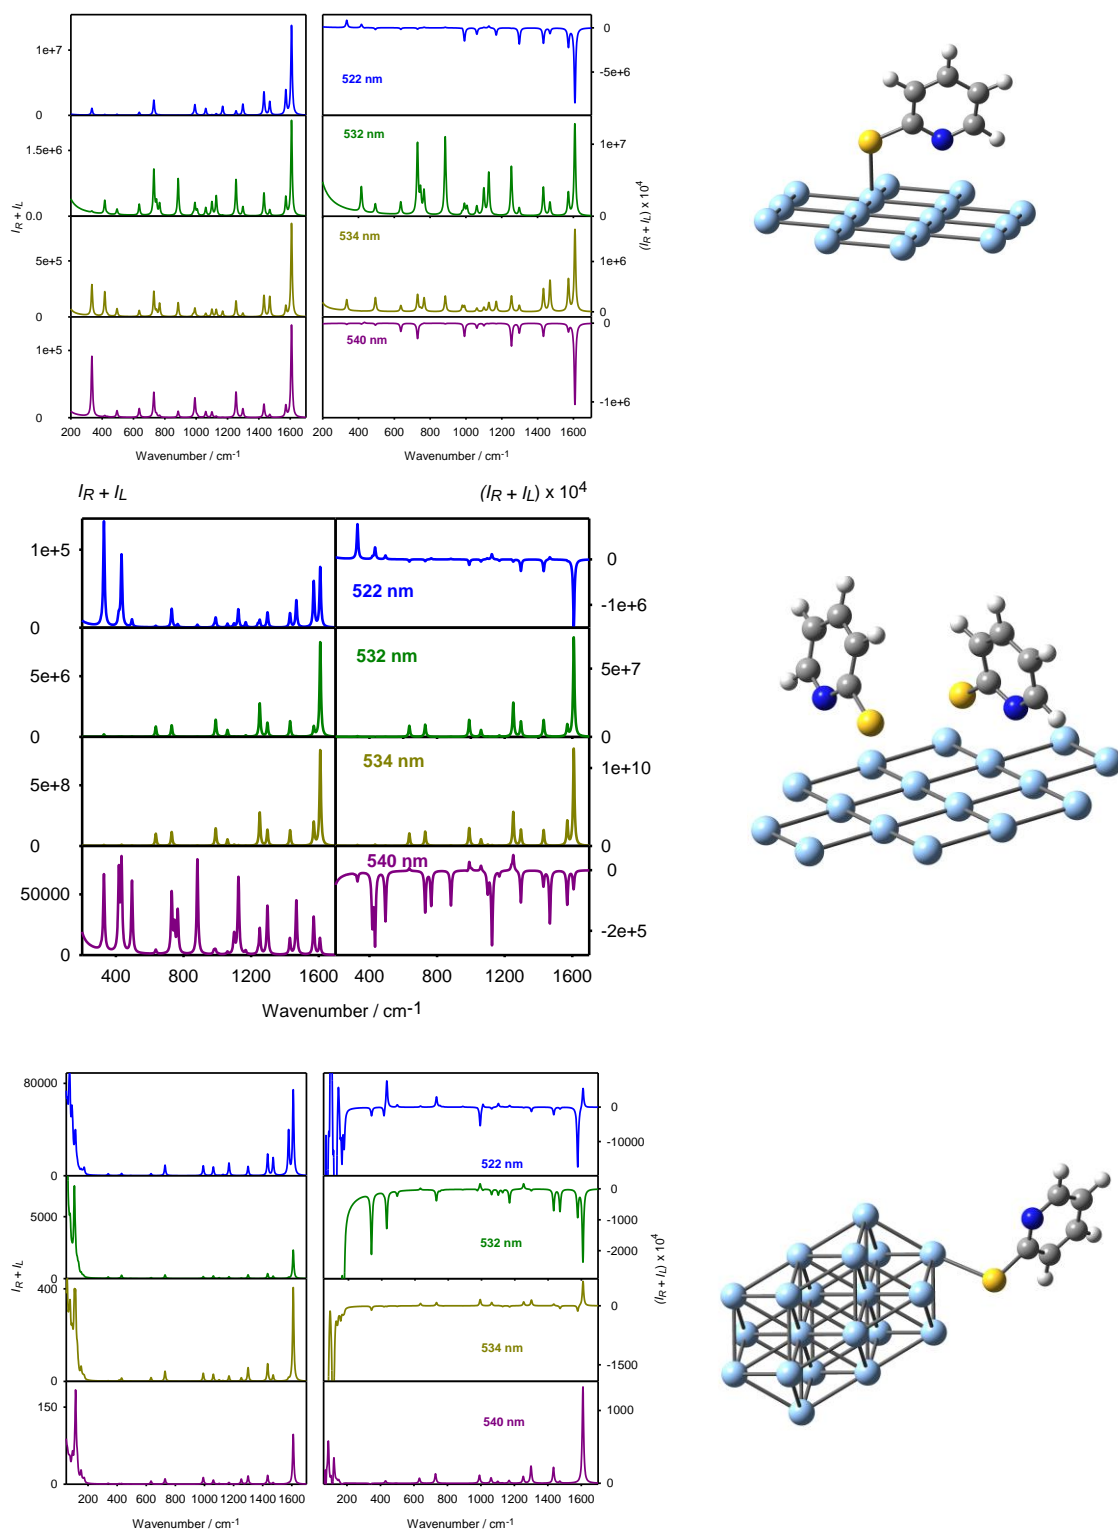 1e+7
0
522 nm
0
-5e+6
1.5e+6
0.0
532 nm
1e+7
0
5e+5
0
534 nm
1e+6
0
1e+5
0
540 nm
0
-1e+6
I_R + I_L
(I_R + I_L) x 10^4
200 400 600 800 1000 1200 1400 1600
200 400 600 800 1000 1200 1400 1600
Wavenumber / cm-1
Wavenumber / cm-1
I_R + I_L
(I_R + I_L) x 10^4
1e+5
0
522 nm
0
-1e+6
5e+6
0
532 nm
5e+7
0
5e+8
0
534 nm
1e+10
0
50000
0
540 nm
0
-2e+5
400 800 1200 1600
400 800 1200 1600
Wavenumber / cm-1
80000
0
522 nm
0
-10000
5000
0
532 nm
0
-1000
-2000
400
0
534 nm
0
-1500
150
0
540 nm
1000
0
I_R + I_L
(I_R + I_L) x 10^4
200 400 600 800 1000 1200 1400 1600
200 400 600 800 1000 1200 1400 1600
Wavenumber / cm-1
Wavenumber / cm-1